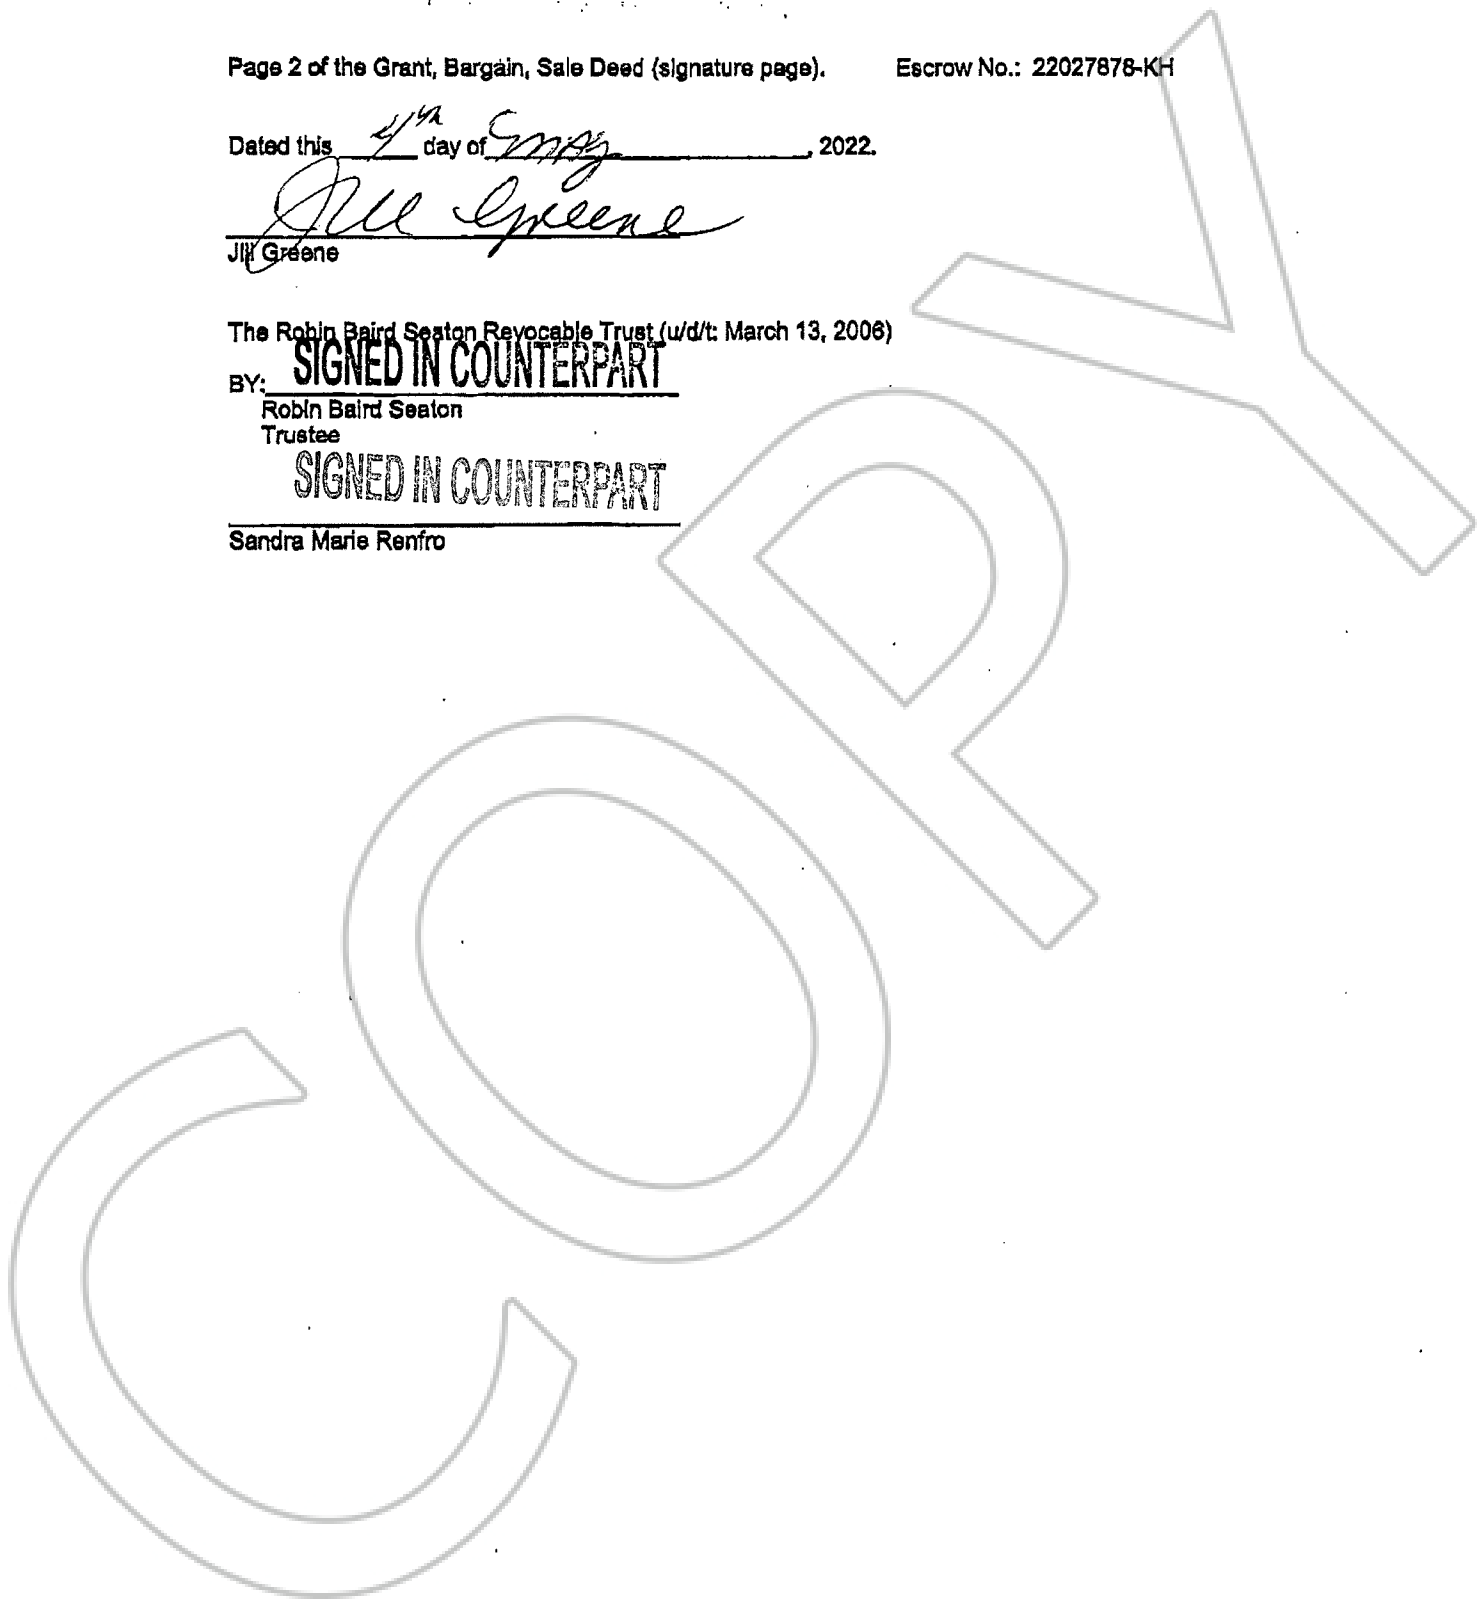 Page 2 of the Grant, Bargain, Sale Deed (signature page). Escrow No.: 22027878-KH
Dated this 4th day of May, 2022.
Jill Greene
Jill Greene
The Robin Baird Seaton Revocable Trust (u/d/t: March 13, 2006)
SIGNED IN COUNTERPART
BY:
Robin Baird Seaton
Trustee
SIGNED IN COUNTERPART
Sandra Marie Renfro
COPY